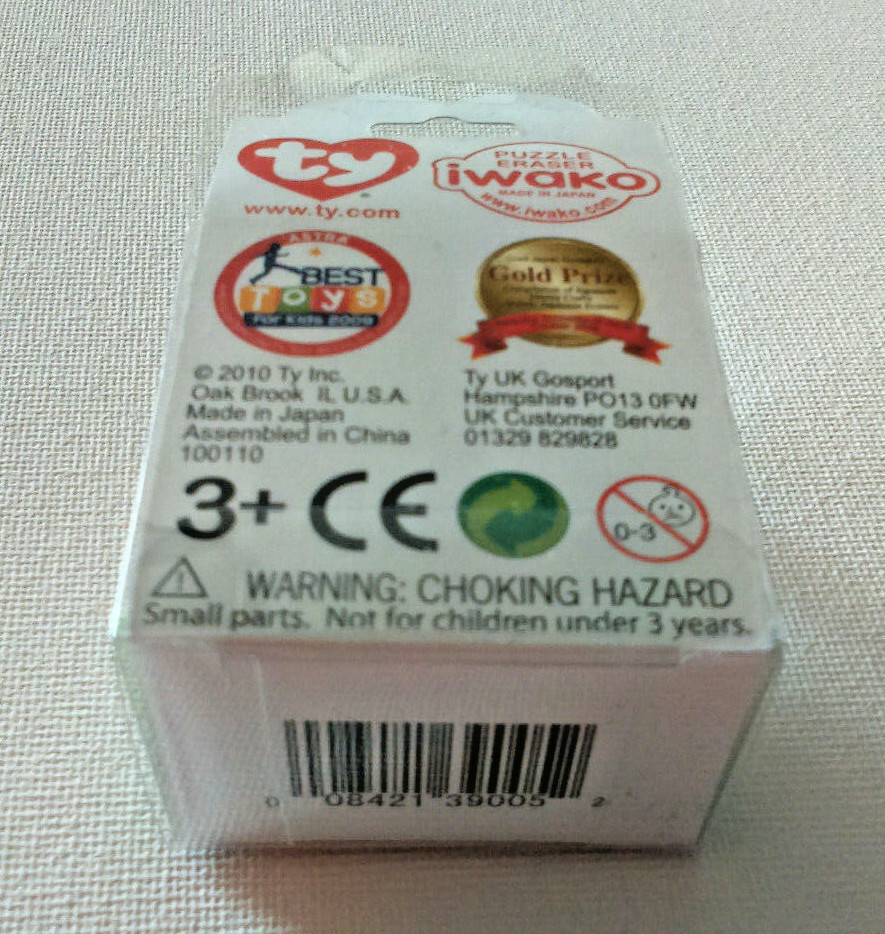 ty
www.ty.com
PUZZLE
ERASER
iwako
MADE IN JAPAN
www.iwako.com
ASTRA
BEST
Toys
For Kids 2009
Gold Prize
© 2010 Ty Inc.
Oak Brook IL U.S.A.
Made in Japan
Assembled in China
100110
Ty UK Gosport
Hampshire PO13 0FW
UK Customer Service
01329 829828
3+ CE
0-3
WARNING: CHOKING HAZARD
Small parts. Not for children under 3 years.
0 08421 39005 2